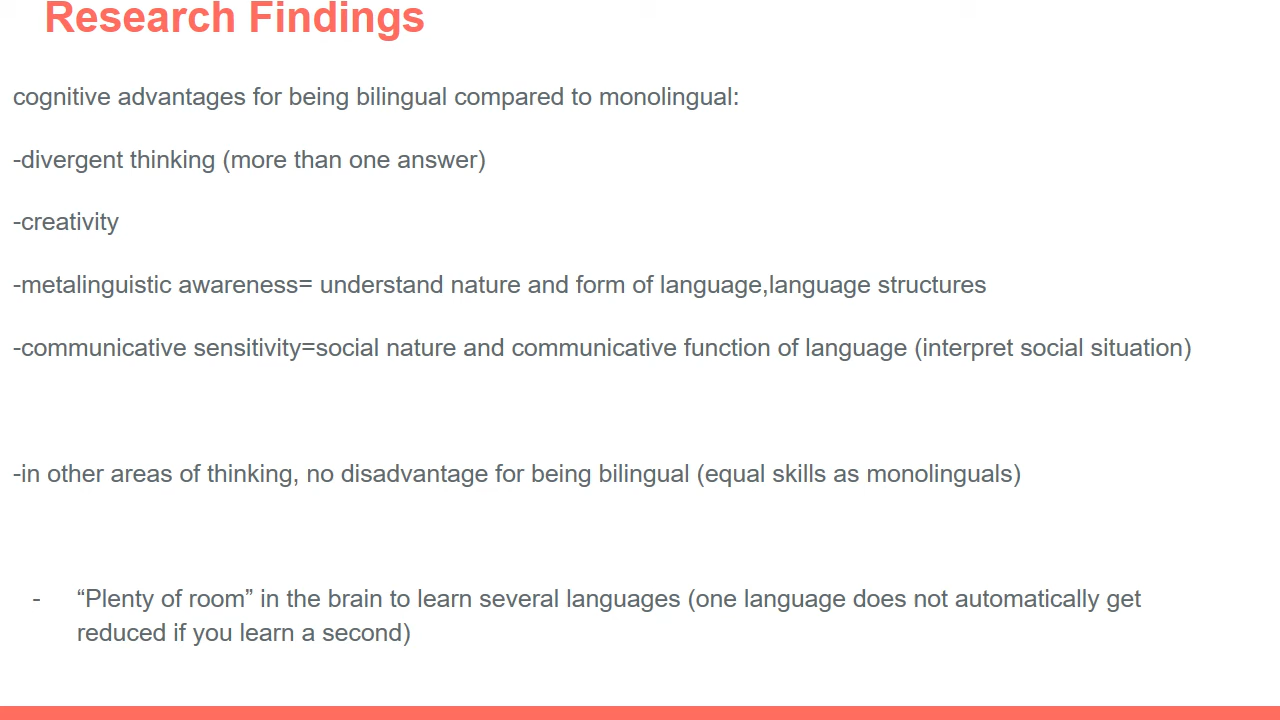 Research Findings
cognitive advantages for being bilingual compared to monolingual:
-divergent thinking (more than one answer)
-creativity
-metalinguistic awareness= understand nature and form of language,language structures
-communicative sensitivity=social nature and communicative function of language (interpret social situation)
-in other areas of thinking, no disadvantage for being bilingual (equal skills as monolinguals)
- “Plenty of room” in the brain to learn several languages (one language does not automatically get
reduced if you learn a second)